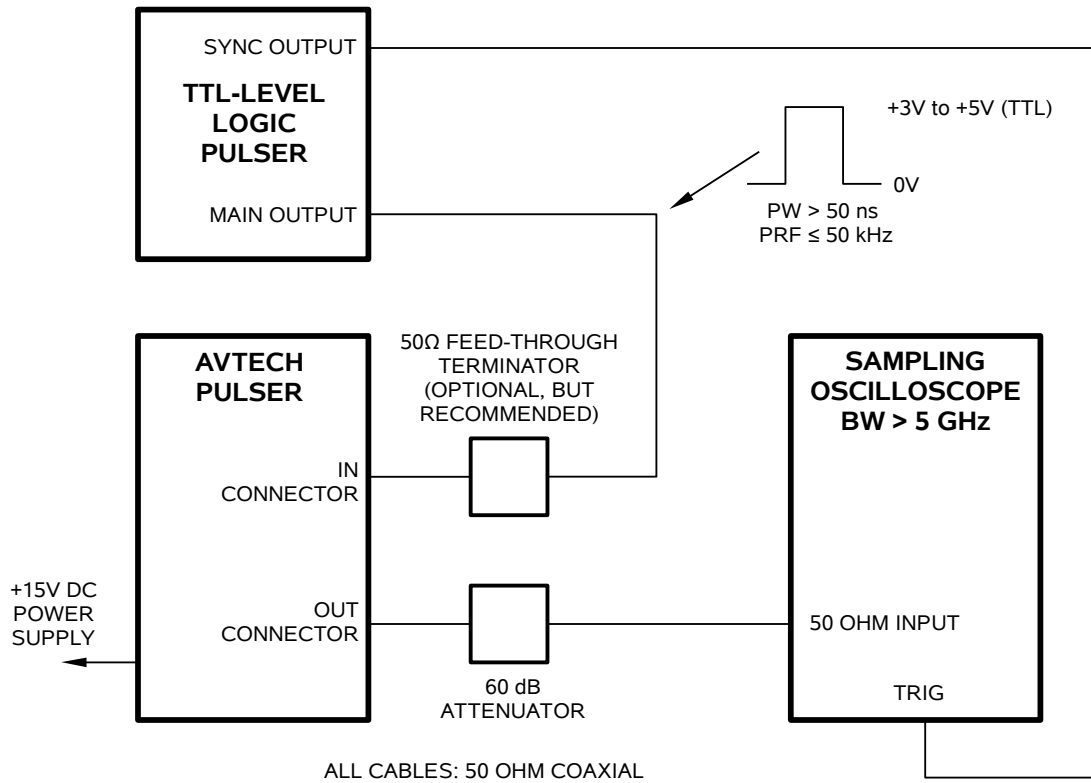 SYNC OUTPUT
TTL-LEVEL
LOGIC
PULSER
MAIN OUTPUT
+3V to +5V (TTL)
0V
PW > 50 ns
PRF ≤ 50 kHz
AVTECH
PULSER
50Ω FEED-THROUGH
TERMINATOR
(OPTIONAL, BUT
RECOMMENDED)
SAMPLING
OSCILLOSCOPE
BW > 5 GHz
IN
CONNECTOR
+15V DC
POWER
SUPPLY
OUT
CONNECTOR
50 OHM INPUT
60 dB
ATTENUATOR
TRIG
ALL CABLES: 50 OHM COAXIAL